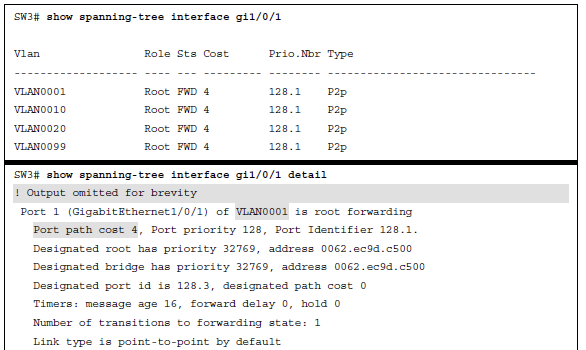 SW3# show spanning-tree interface gi1/0/1
Vlan Role Sts Cost Prio.Nbr Type
------------------- ---- --- --------- -------- --------------------------------
VLAN0001 Root FWD 4 128.1 P2p
VLAN0010 Root FWD 4 128.1 P2p
VLAN0020 Root FWD 4 128.1 P2p
VLAN0099 Root FWD 4 128.1 P2p
SW3# show spanning-tree interface gi1/0/1 detail
! Output omitted for brevity
Port 1 (GigabitEthernet1/0/1) of VLAN0001 is root forwarding
Port path cost 4, Port priority 128, Port Identifier 128.1.
Designated root has priority 32769, address 0062.ec9d.c500
Designated bridge has priority 32769, address 0062.ec9d.c500
Designated port id is 128.3, designated path cost 0
Timers: message age 16, forward delay 0, hold 0
Number of transitions to forwarding state: 1
Link type is point-to-point by default